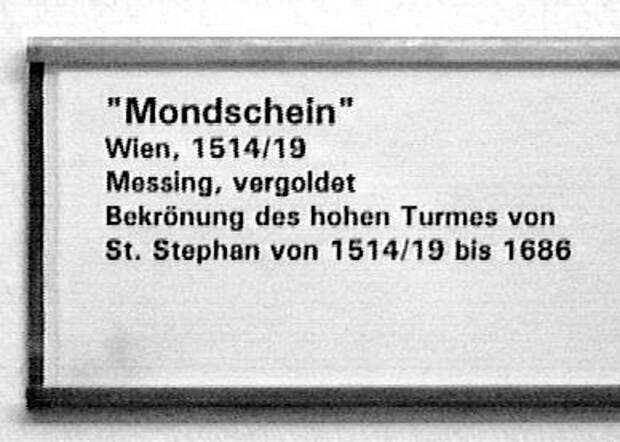 "Mondschein"
Wien, 1514/19
Messing, vergoldet
Bekrönung des hohen Turmes von
St. Stephan von 1514/19 bis 1686